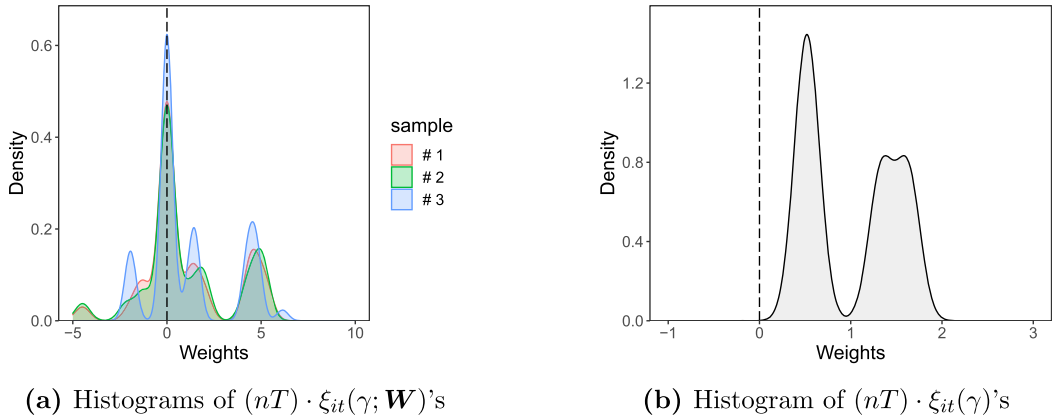 Density
0.6
0.4
0.2
0.0
−5
0
5
10
Weights
sample
# 1
# 2
# 3
(a) Histograms of (nT) · ξ_it(γ; W)'s
Density
1.2
0.8
0.4
0.0
−1
0
1
2
3
Weights
(b) Histogram of (nT) · ξ_it(γ)'s